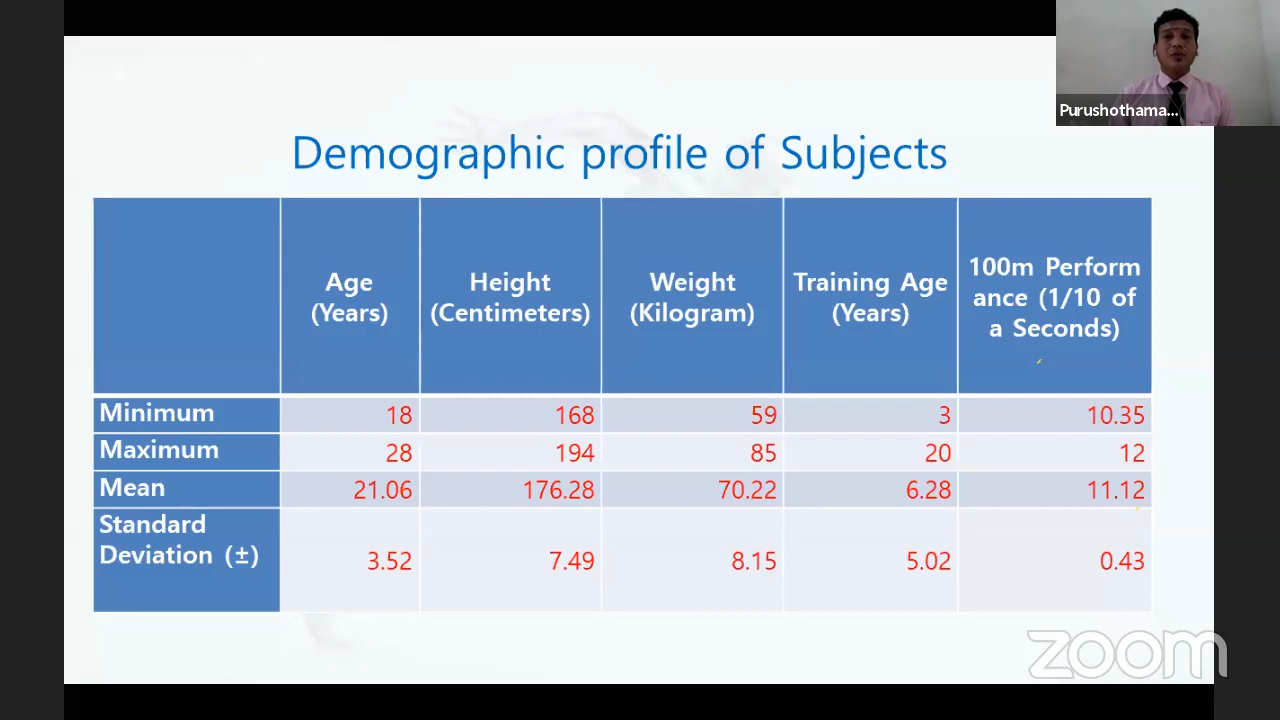 Purushothama...
Demographic profile of Subjects
Age
(Years)
Height
(Centimeters)
Weight
(Kilogram)
Training Age
(Years)
100m Perform
ance (1/10 of
a Seconds)
Minimum 18 168 59 3 10.35
Maximum 28 194 85 20 12
Mean 21.06 176.28 70.22 6.28 11.12
Standard
Deviation (±) 3.52 7.49 8.15 5.02 0.43
zoom